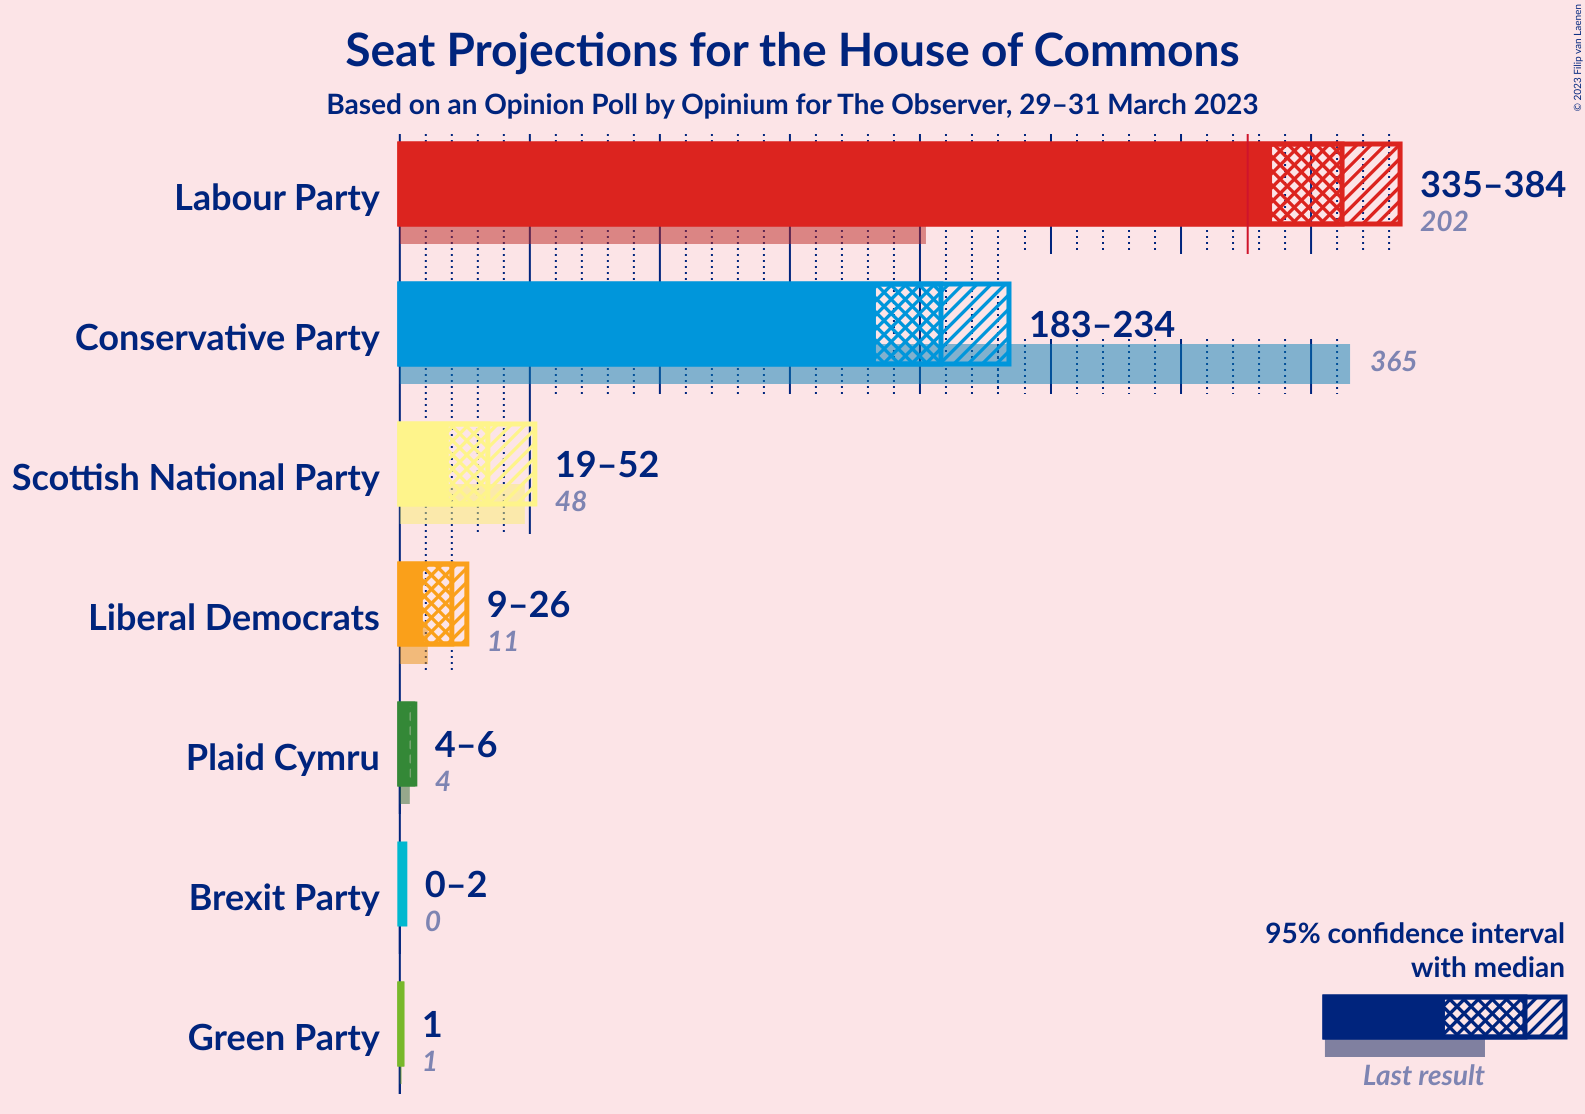 Seat Projections for the House of Commons
Based on an Opinion Poll by Opinium for The Observer, 29–31 March 2023
© 2023 Filip van Laenen
Labour Party
335–384
202
Conservative Party
183–234
365
Scottish National Party
19–52
48
Liberal Democrats
9–26
11
Plaid Cymru
4–6
4
Brexit Party
0–2
0
Green Party
1
1
95% confidence interval
with median
Last result